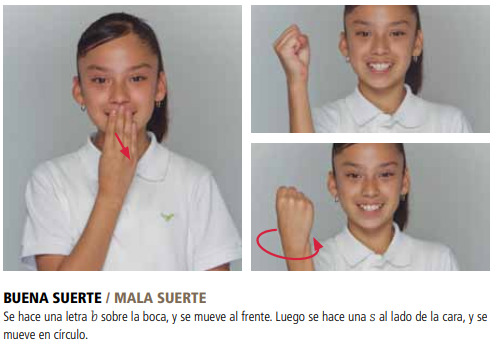 BUENA SUERTE / MALA SUERTE
Se hace una letra b sobre la boca, y se mueve al frente. Luego se hace una s al lado de la cara, y se
mueve en círculo.